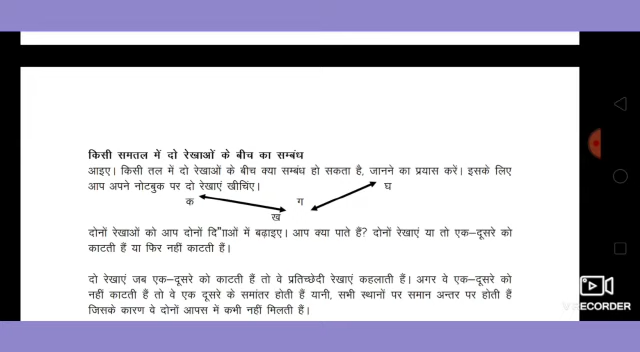 किसी समतल में दो रेखाओं के बीच का सम्बंध
आइए। किसी तल में दो रेखाओं के बीच क्या सम्बंध हो सकता है, जानने का प्रयास करें। इसके लिए
आप अपने नोटबुक पर दो रेखाएं खीचिंए।
घ
क
ग
ख
दोनों रेखाओं को आप दोनों दि"ााओं में बढ़ाइए। आप क्या पाते हैं? दोनों रेखाएं या तो एक–दूसरे को
काटती हैं या फिर नहीं काटती हैं।
दो रेखाएं जब एक–दूसरे को काटती हैं तो वे प्रतिच्छेदी रेखाएं कहलाती हैं। अगर वे एक–दूसरे को
नहीं काटती हैं तो वे एक दूसरे के समांतर होती हैं यानी, सभी स्थानों पर समान अन्तर पर होती हैं
जिसके कारण वे दोनों आपस में कभी नहीं मिलती हैं।
VRECORDER